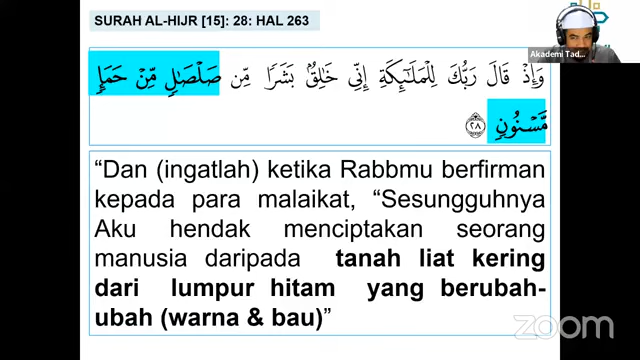 SURAH AL-HIJR [15]: 28: HAL 263
Akademi Tad...
وَإِذْ قَالَ رَبُّكَ لِلْمَلَـٰٓئِكَةِ إِنِّى خَـٰلِقٌۢ بَشَرًا مِّن صَلْصَـٰلٍ مِّنْ حَمَإٍ
مَّسْنُونٍ ٢٨
“Dan (ingatlah) ketika Rabbmu berfirman
kepada para malaikat, “Sesungguhnya
Aku hendak menciptakan seorang
manusia daripada tanah liat kering
dari lumpur hitam yang berubah-
ubah (warna & bau)”
zoom